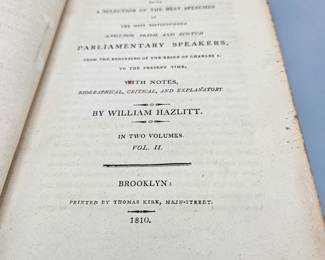 BEING
A SELECTION OF THE BEST SPEECHES
OF
THE MOST DISTINGUISHED
ENGLISH, IRISH AND SCOTCH
PARLIAMENTARY SPEAKERS,
FROM THE BEGINNING OF THE REIGN OF CHARLES I.
TO THE PRESENT TIME;
WITH NOTES,
BIOGRAPHICAL, CRITICAL, AND EXPLANATORY.
BY WILLIAM HAZLITT.
IN TWO VOLUMES.
VOL. II.
BROOKLYN:
PRINTED BY THOMAS KIRK, MAIN-STREET.
1810.